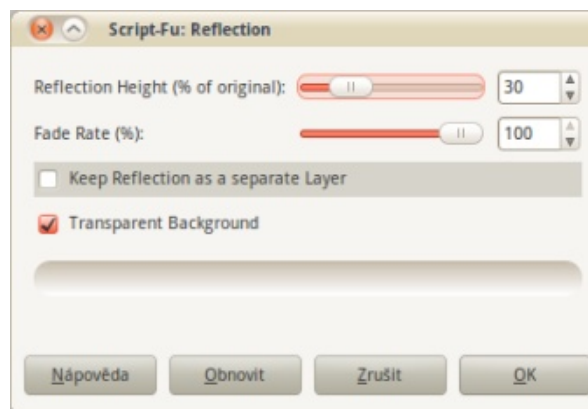 Script-Fu: Reflection
Reflection Height (% of original): 30
Fade Rate (%): 100
Keep Reflection as a separate Layer
Transparent Background
Nápověda Obnovit Zrušit OK